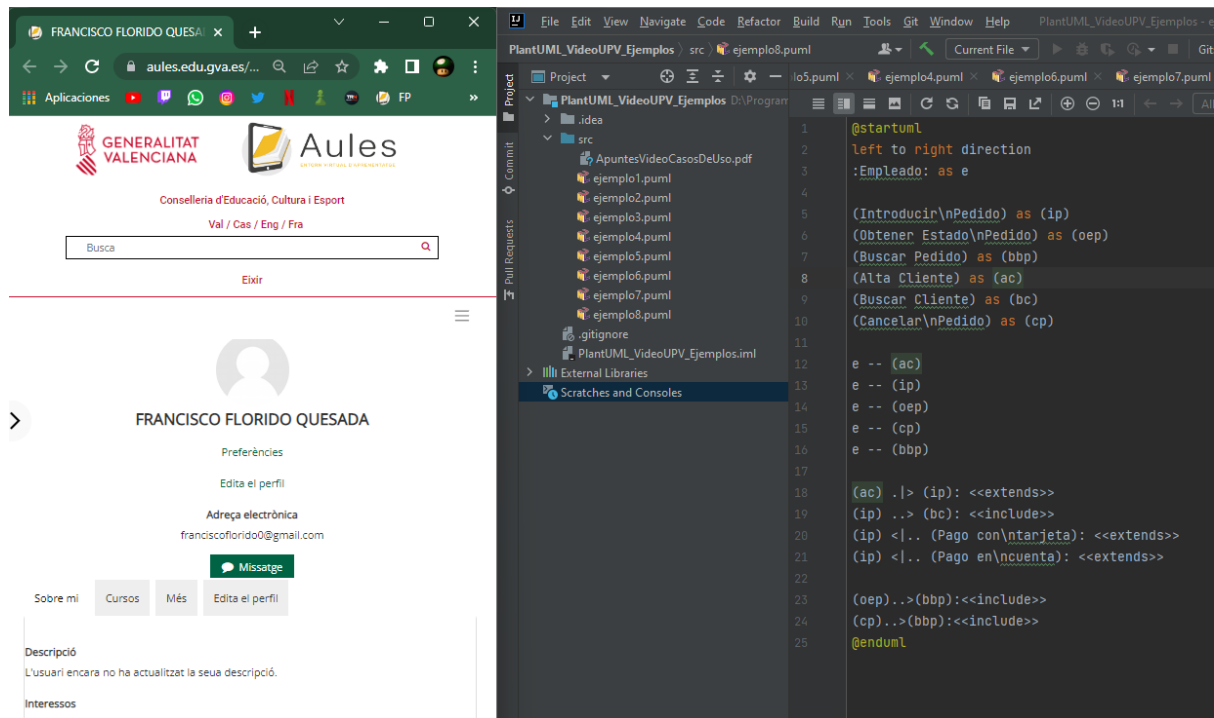 FRANCISCO FLORIDO QUESA
aules.edu.gva.es/...
Aplicaciones
FP
»
GENERALITAT
VALENCIANA
Aules
Conselleria d'Educació, Cultura i Esport
Val / Cas / Eng / Fra
Busca
Eixir
FRANCISCO FLORIDO QUESADA
Preferències
Edita el perfil
Adreça electrònica
franciscoflorido0@gmail.com
Missatge
Sobre mi Cursos Més Edita el perfil
Descripció
L'usuari encara no ha actualitzat la seua descripció.
Interessos
File Edit View Navigate Code Refactor Build Run Tools Git Window Help PlantUML_VideoUPV_Ejemplos - e
PlantUML_VideoUPV_Ejemplos src ejemplo8.puml Current File Git
Project
Commit
Pull Requests
Project
PlantUML_VideoUPV_Ejemplos D:\Program
.idea
src
ApuntesVideoCasosDeUso.pdf
ejemplo1.puml
ejemplo2.puml
ejemplo3.puml
ejemplo4.puml
ejemplo5.puml
ejemplo6.puml
ejemplo7.puml
ejemplo8.puml
.gitignore
PlantUML_VideoUPV_Ejemplos.iml
External Libraries
Scratches and Consoles
lo5.puml ejemplo4.puml ejemplo6.puml ejemplo7.puml
1:1 All
1 @startuml
2 left to right direction
3 :Empleado: as e
4
5 (Introducir\nPedido) as (ip)
6 (Obtener Estado\nPedido) as (oep)
7 (Buscar Pedido) as (bbp)
8 (Alta Cliente) as (ac)
9 (Buscar Cliente) as (bc)
10 (Cancelar\nPedido) as (cp)
11
12 e -- (ac)
13 e -- (ip)
14 e -- (oep)
15 e -- (cp)
16 e -- (bbp)
17
18 (ac) .|> (ip): <<extends>>
19 (ip) ..> (bc): <<include>>
20 (ip) <|.. (Pago con\ntarjeta): <<extends>>
21 (ip) <|.. (Pago en\ncuenta): <<extends>>
22
23 (oep)..>(bbp):<<include>>
24 (cp)..>(bbp):<<include>>
25 @enduml